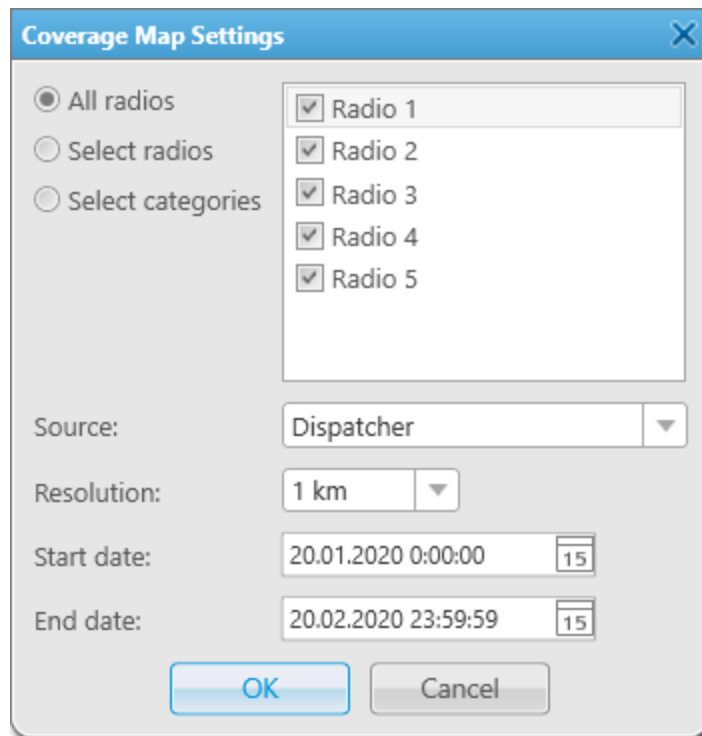 Coverage Map Settings
All radios
Select radios
Select categories
Radio 1
Radio 2
Radio 3
Radio 4
Radio 5
Source: Dispatcher
Resolution: 1 km
Start date: 20.01.2020 0:00:00 15
End date: 20.02.2020 23:59:59 15
OK Cancel